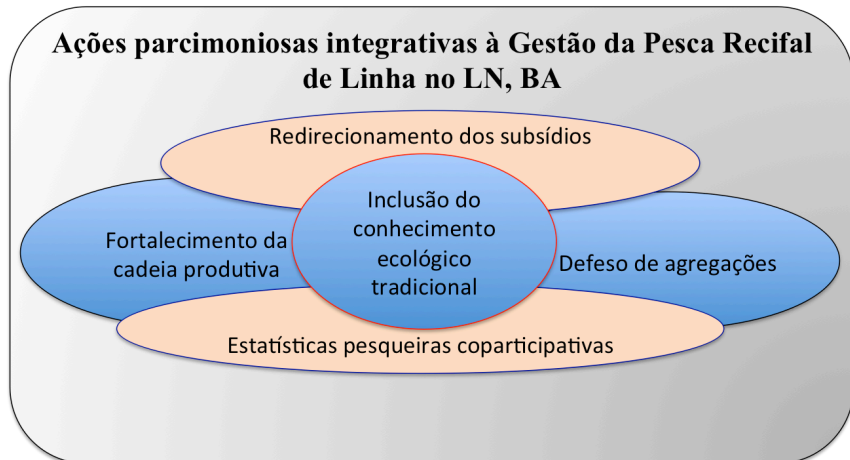 Ações parcimoniosas integrativas à Gestão da Pesca Recifal
de Linha no LN, BA
Redirecionamento dos subsídios
Inclusão do
conhecimento
ecológico
tradicional
Fortalecimento da
cadeia produtiva
Defeso de agregações
Estatísticas pesqueiras coparticipativas